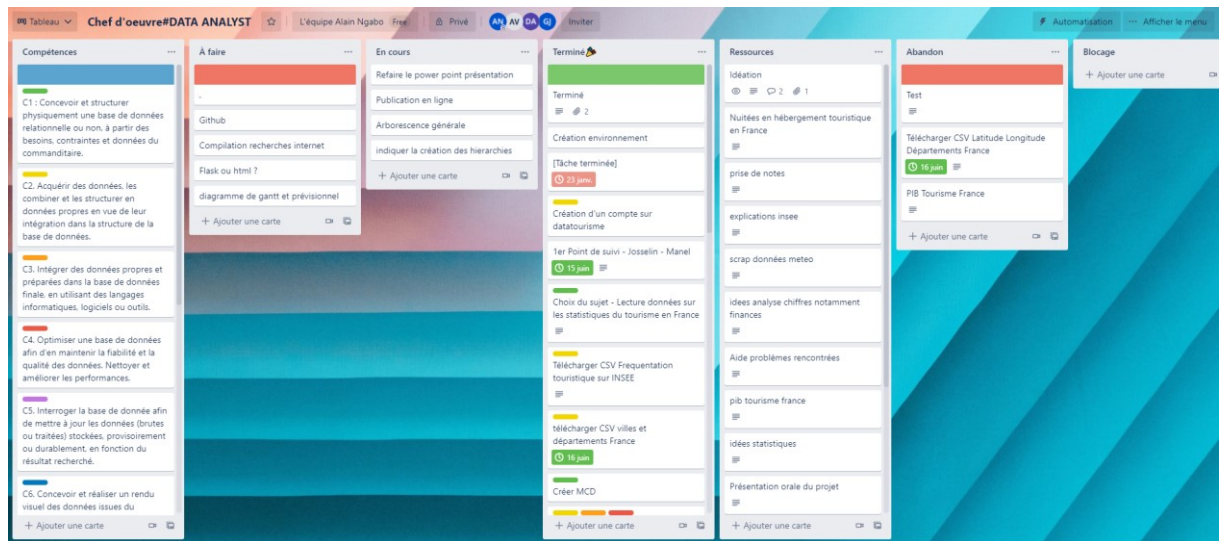 Tableau
Chef d'oeuvre#DATA ANALYST
L'équipe Alain Ngabo Free
Privé
AN AV DA GJ
Inviter
Automatisation
Afficher le menu
Compétences
C1 : Concevoir et structurer
physiquement une base de données
relationnelle ou non, à partir des
besoins, contraintes et données du
commanditaire.
C2. Acquérir des données, les
combiner et les structurer en
données propres en vue de leur
intégration dans la structure de la
base de données.
C3. Intégrer des données propres et
préparées dans la base de données
finale, en utilisant des langages
informatiques, logiciels ou outils.
C4. Optimiser une base de données
afin d'en maintenir la fiabilité et la
qualité des données. Nettoyer et
améliorer les performances.
C5. Interroger la base de donnée afin
de mettre à jour les données (brutes
ou traitées) stockées, provisoirement
ou durablement, en fonction du
résultat recherché.
C6. Concevoir et réaliser un rendu
visuel des données issues du
+ Ajouter une carte
À faire
.
Github
Compilation recherches internet
Flask ou html ?
diagramme de gantt et prévisionnel
+ Ajouter une carte
En cours
Refaire le power point présentation
Publication en ligne
Arborescence générale
indiquer la création des hierarchies
+ Ajouter une carte
Terminé
Terminé
2
Création environnement
[Tâche terminée]
23 janv.
Création d'un compte sur
datatourisme
1er Point de suivi - Josselin - Manel
15 juin
Choix du sujet - Lecture données sur
les statistiques du tourisme en France
Télécharger CSV Frequentation
touristique sur INSEE
télécharger CSV villes et
départements France
16 juin
Créer MCD
+ Ajouter une carte
Ressources
Idéation
2 1
Nuitées en hébergement touristique
en France
prise de notes
explications insee
scrap données meteo
idees analyse chiffres notamment
finances
Aide problèmes rencontrées
pib tourisme france
idées statistiques
Présentation orale du projet
+ Ajouter une carte
Abandon
Test
Télécharger CSV Latitude Longitude
Départements France
16 juin
PIB Tourisme France
+ Ajouter une carte
Blocage
+ Ajouter une carte